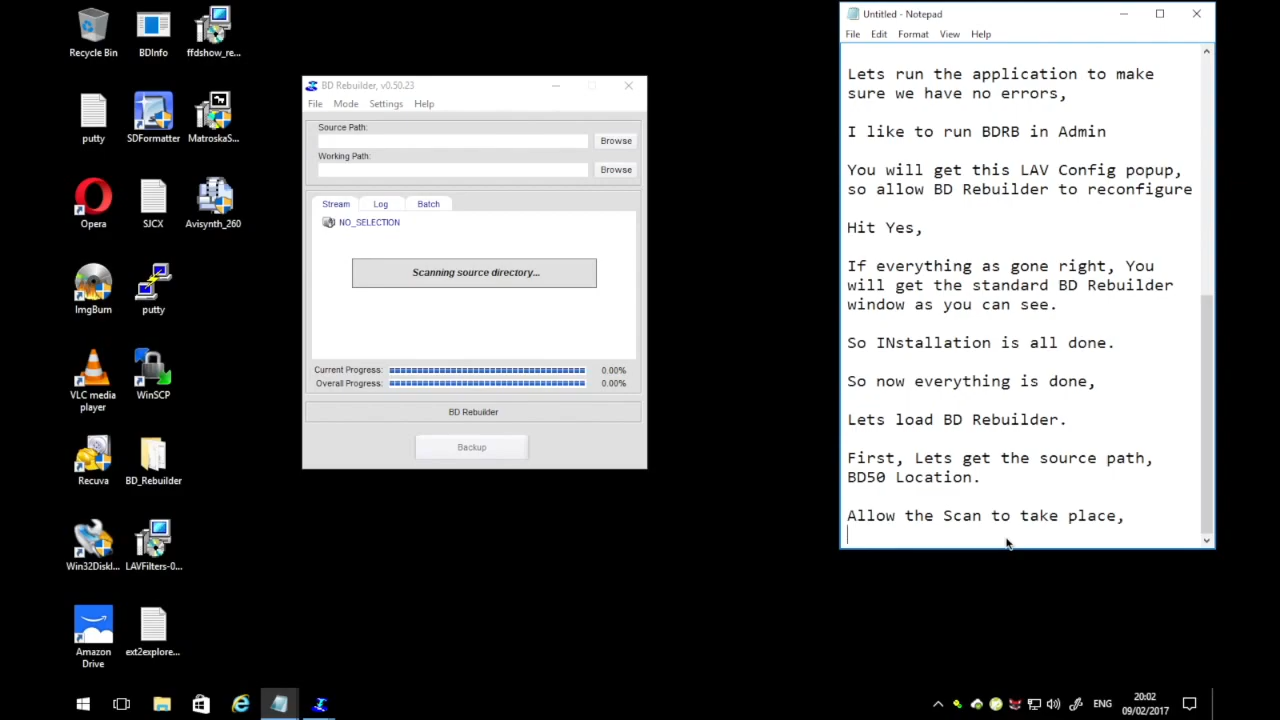 Recycle Bin
BDInfo
ffdshow_re...
putty
SDFormatter
MatroskaS...
Opera
SJCX
Avisynth_260
ImgBurn
putty
VLC media
player
WinSCP
Recuva
BD_Rebuilder
Win32DiskI...
LAVFilters-0...
Amazon
Drive
ext2explore...
BD Rebuilder, v0.50.23
File Mode Settings Help
Source Path:
Browse
Working Path:
Browse
Stream Log Batch
NO_SELECTION
Scanning source directory...
Current Progress: 0.00%
Overall Progress: 0.00%
BD Rebuilder
Backup
Untitled - Notepad
File Edit Format View Help
Lets run the application to make
sure we have no errors,
I like to run BDRB in Admin
You will get this LAV Config popup,
so allow BD Rebuilder to reconfigure
Hit Yes,
If everything as gone right, You
will get the standard BD Rebuilder
window as you can see.
So INstallation is all done.
So now everything is done,
Lets load BD Rebuilder.
First, Lets get the source path,
BD50 Location.
Allow the Scan to take place,
ENG
20:02
09/02/2017